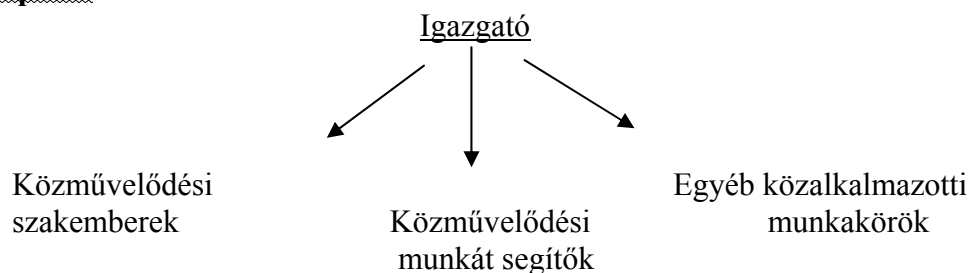 Igazgató
Közművelődési
szakemberek
Közművelődési
munkát segítők
Egyéb közalkalmazotti
munkakörök